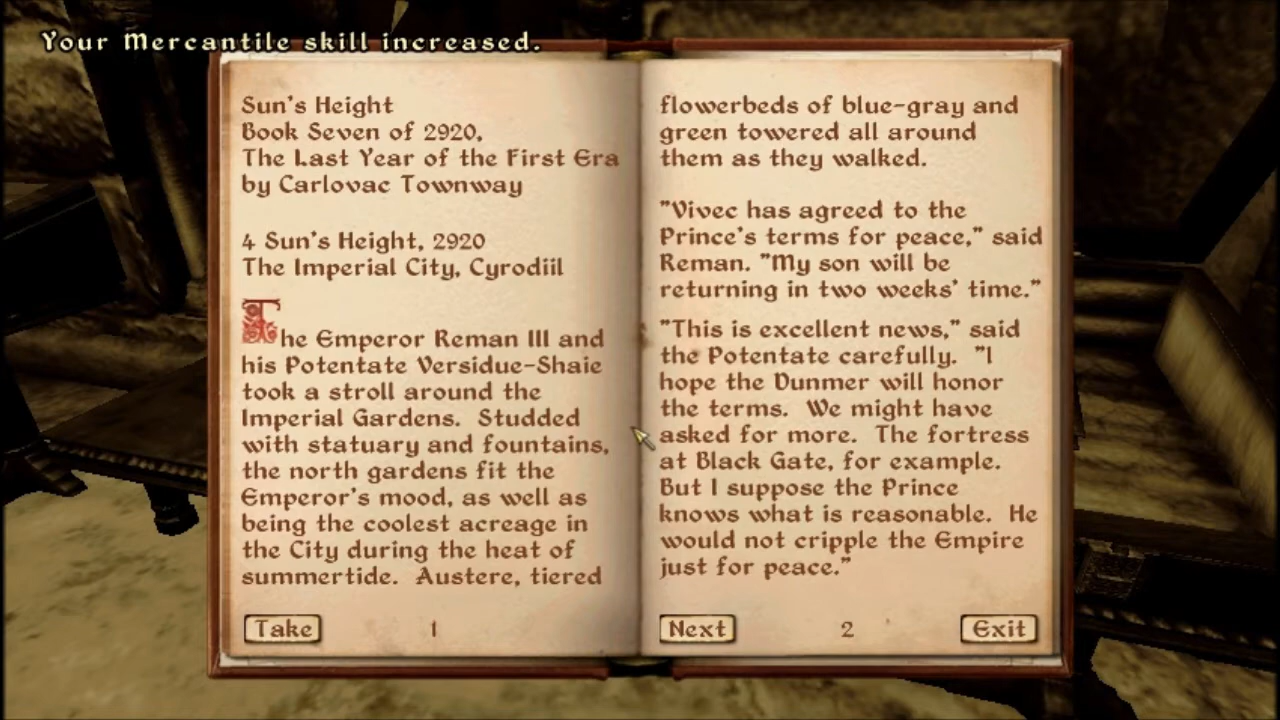 Your Mercantile skill increased.
Sun's Height
Book Seven of 2920,
The Last Year of the First Era
by Carlovac Townway
4 Sun's Height, 2920
The Imperial City, Cyrodiil
The Emperor Reman III and
his Potentate Versidue-Shaie
took a stroll around the
Imperial Gardens.  Studded
with statuary and fountains,
the north gardens fit the
Emperor's mood, as well as
being the coolest acreage in
the City during the heat of
summertide.  Austere, tiered
flowerbeds of blue-gray and
green towered all around
them as they walked.
"Vivec has agreed to the
Prince's terms for peace," said
Reman. "My son will be
returning in two weeks' time."
"This is excellent news," said
the Potentate carefully.  "I
hope the Dunmer will honor
the terms.  We might have
asked for more.  The fortress
at Black Gate, for example.
But I suppose the Prince
knows what is reasonable.  He
would not cripple the Empire
just for peace."
Take
1
Next
2
Exit